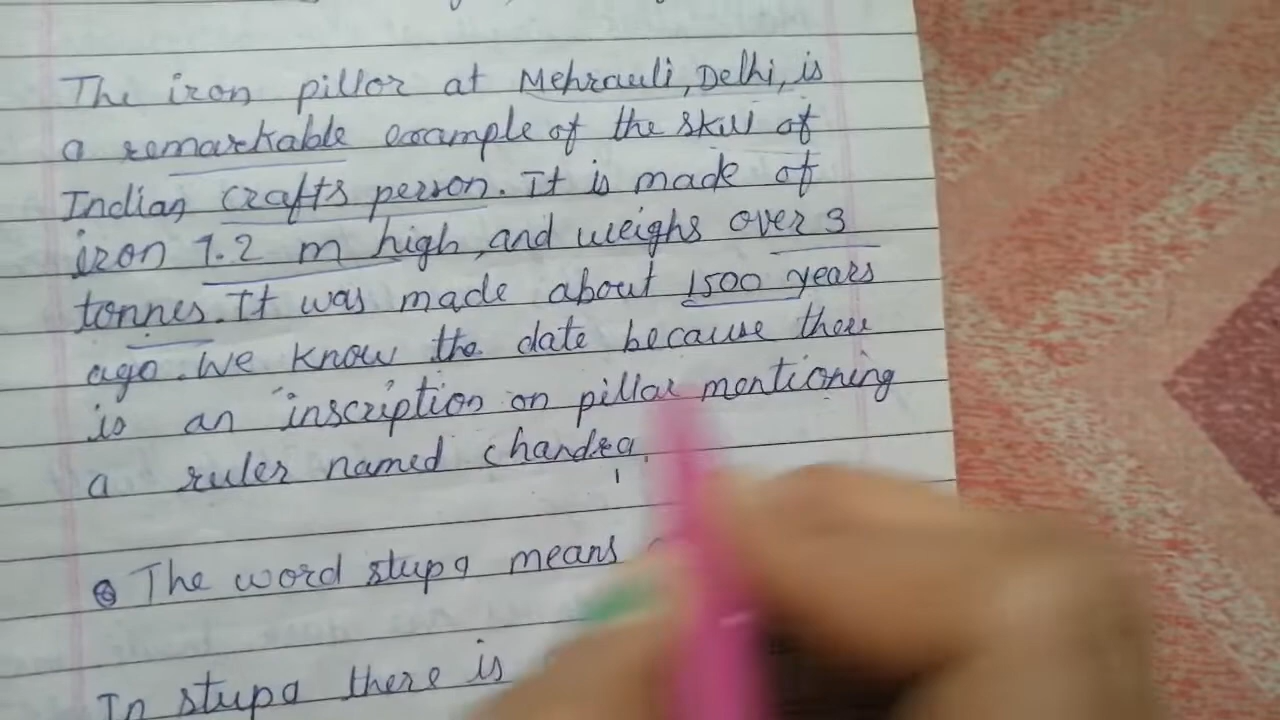 The iron pillor at Mehrauli, Delhi, is
a remarkable example of the skill of
Indian crafts person. It is made of
iron 7.2 m high, and weighs over 3
tonnes. It was made about 1500 years
ago. We know the date because there
is an inscription on pillar mentioning
a ruler named chandra.
The word stupa means
In stupa there is